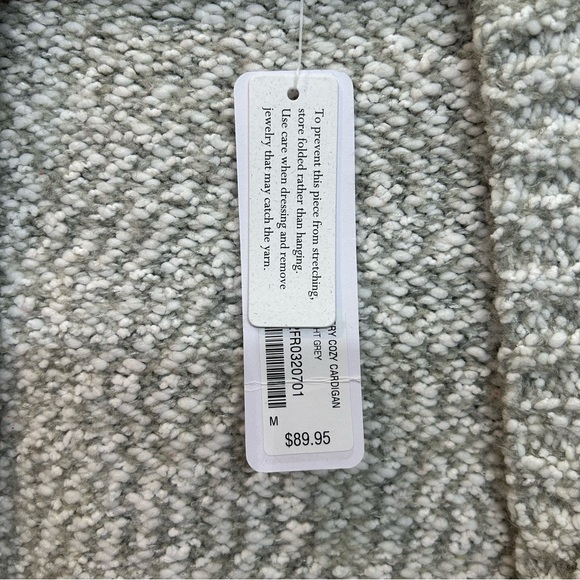 To prevent this piece from stretching,
store folded rather than hanging.
Use care when dressing and remove
jewelry that may catch the yarn.
COZY CARDIGAN
GREY
FR0320701
M
$89.95